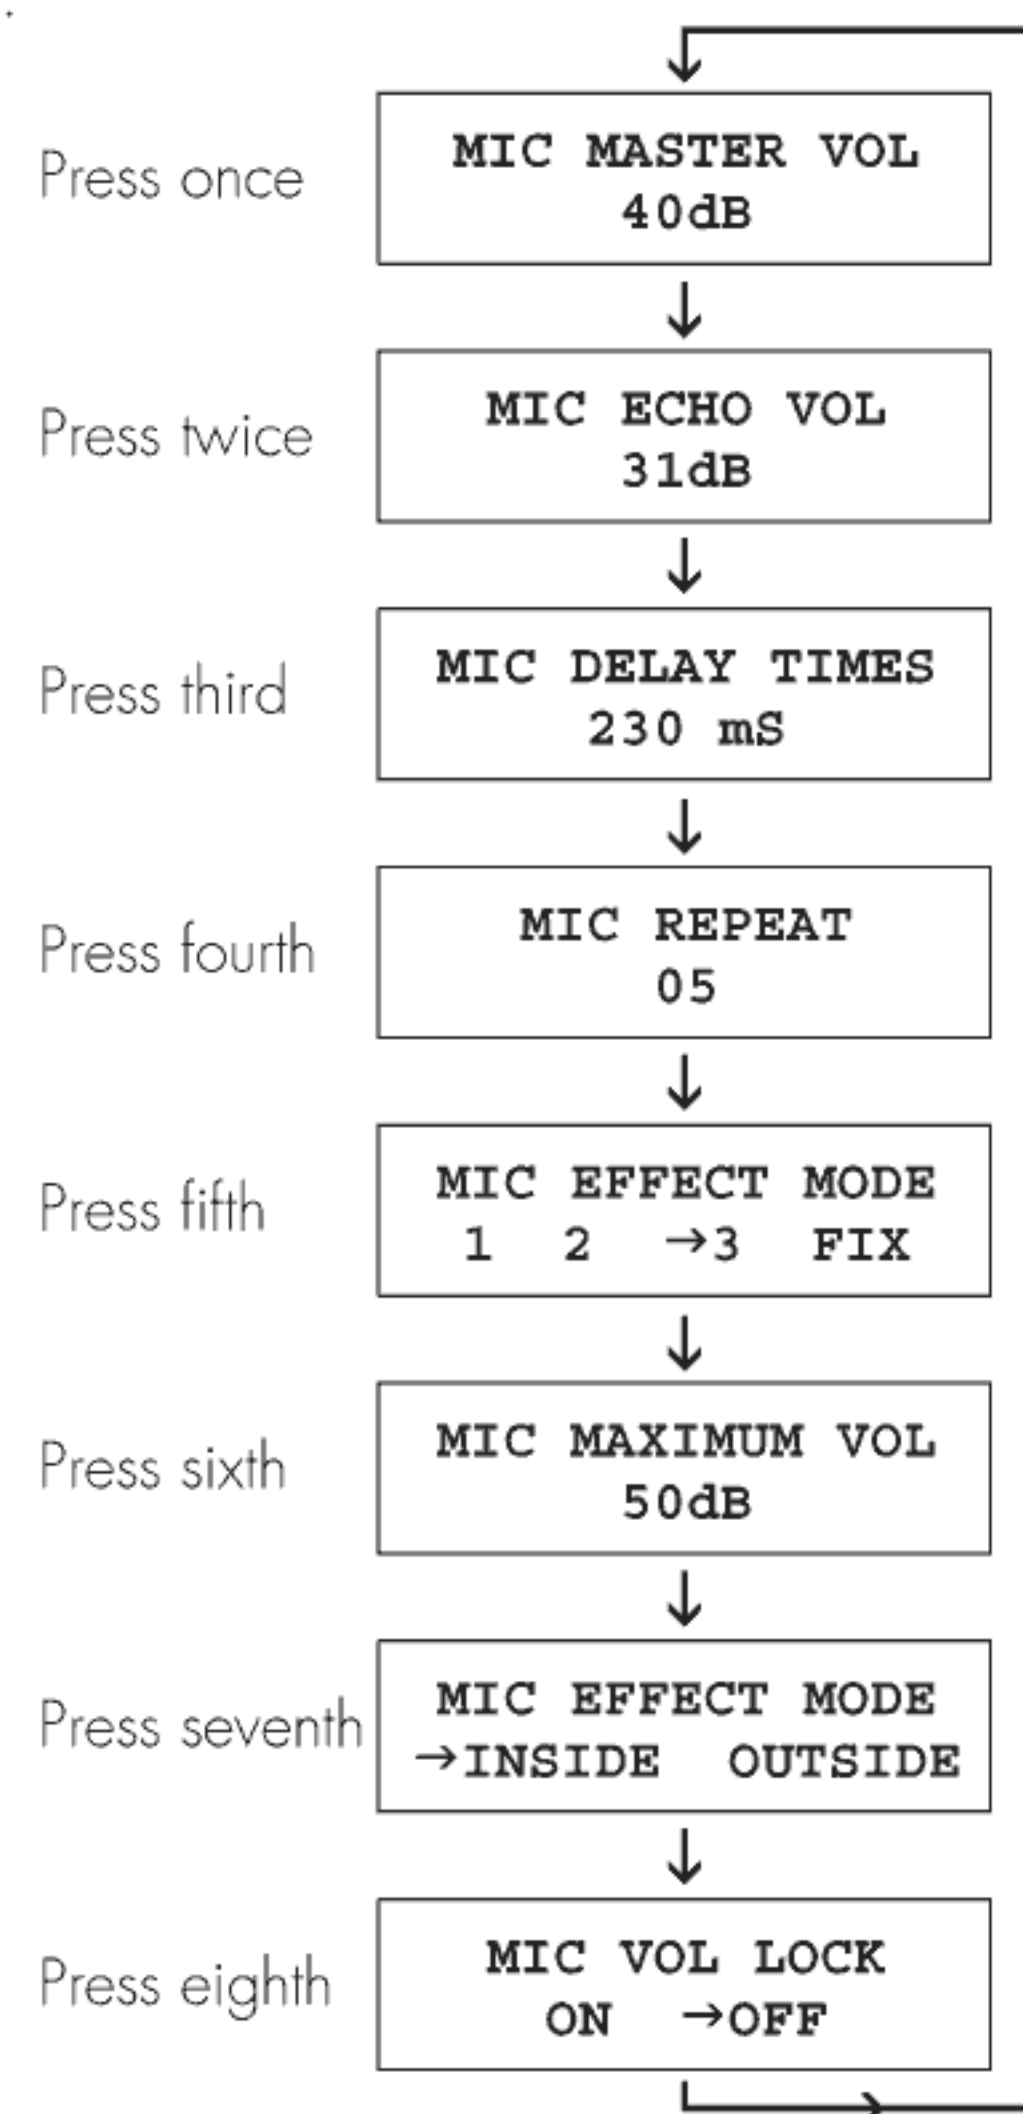 Press once
MIC MASTER VOL
40dB
Press twice
MIC ECHO VOL
31dB
Press third
MIC DELAY TIMES
230 mS
Press fourth
MIC REPEAT
05
Press fifth
MIC EFFECT MODE
1 2 →3 FIX
Press sixth
MIC MAXIMUM VOL
50dB
Press seventh
MIC EFFECT MODE
→INSIDE OUTSIDE
Press eighth
MIC VOL LOCK
ON →OFF